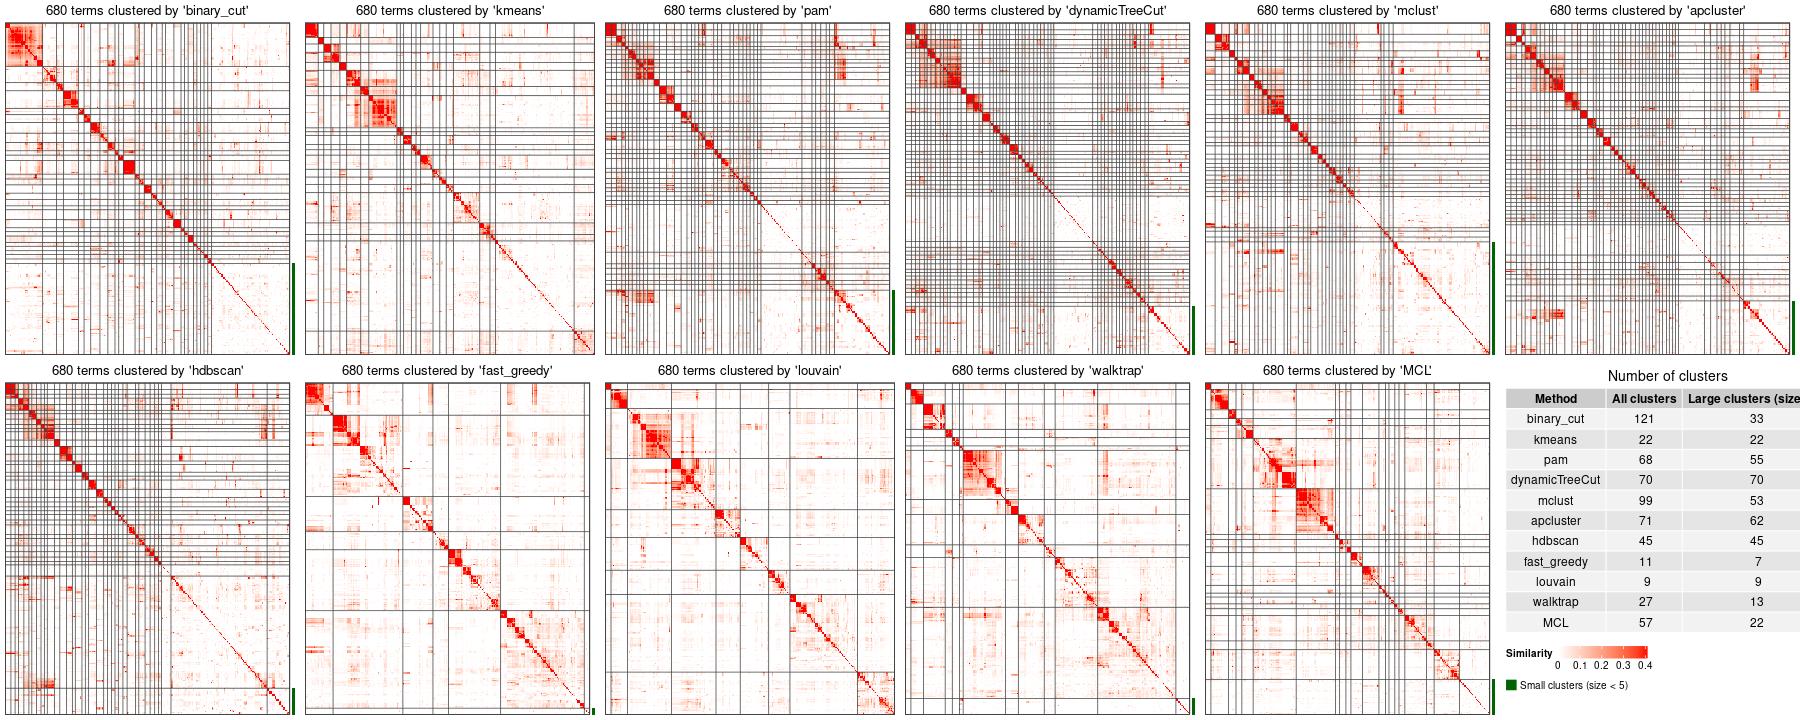 680 terms clustered by 'binary_cut'
680 terms clustered by 'kmeans'
680 terms clustered by 'pam'
680 terms clustered by 'dynamicTreeCut'
680 terms clustered by 'mclust'
680 terms clustered by 'apcluster'
680 terms clustered by 'hdbscan'
680 terms clustered by 'fast_greedy'
680 terms clustered by 'louvain'
680 terms clustered by 'walktrap'
680 terms clustered by 'MCL'
Number of clusters
Method All clusters Large clusters (size
binary_cut 121 33
kmeans 22 22
pam 68 55
dynamicTreeCut 70 70
mclust 99 53
apcluster 71 62
hdbscan 45 45
fast_greedy 11 7
louvain 9 9
walktrap 27 13
MCL 57 22
Similarity
0 0.1 0.2 0.3 0.4
Small clusters (size < 5)